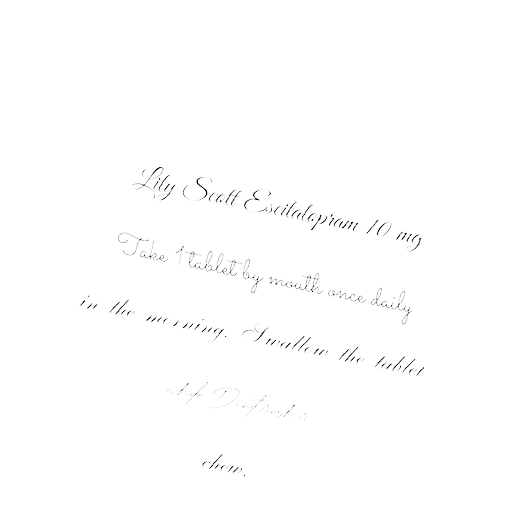 Lily Scott Escitalopram 10 mg
Take 1 tablet by mouth once daily
in the morning. Swallow the tablet
chew.